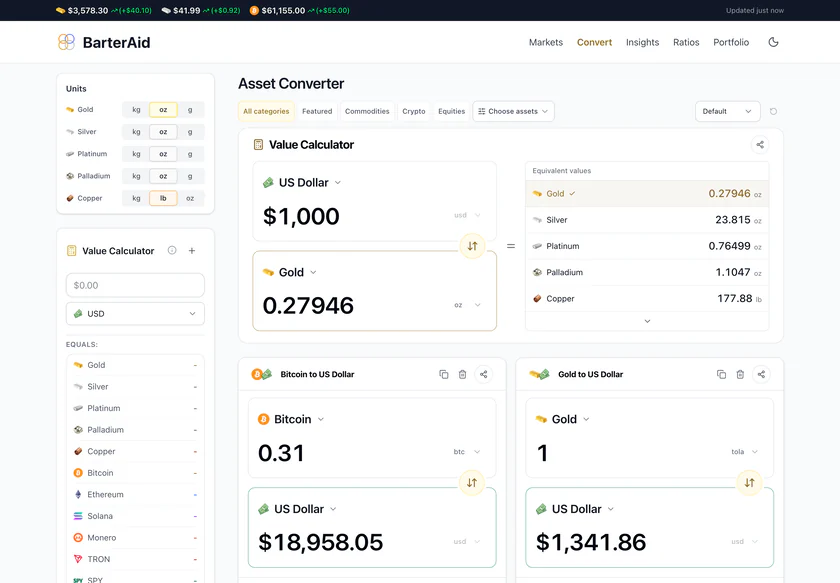 $3,578.30 (+$40.10) $41.99 (+$0.92) $61,155.00 (+$55.00) Updated just now
BarterAid Markets Convert Insights Ratios Portfolio
Units
Gold kg oz g
Silver kg oz g
Platinum kg oz g
Palladium kg oz g
Copper kg lb oz
Value Calculator
$0.00
USD
EQUALS:
Gold -
Silver -
Platinum -
Palladium -
Copper -
Bitcoin -
Ethereum -
Solana -
Monero -
TRON -
SPY -
Asset Converter
All categories Featured Commodities Crypto Equities Choose assets Default
Value Calculator
US Dollar
$1,000 usd
Gold
0.27946 oz
=
Equivalent values
Gold 0.27946 oz
Silver 23.815 oz
Platinum 0.76499 oz
Palladium 1.1047 oz
Copper 177.88 lb
Bitcoin to US Dollar
Bitcoin
0.31 btc
US Dollar
$18,958.05 usd
Gold to US Dollar
Gold
1 tola
US Dollar
$1,341.86 usd